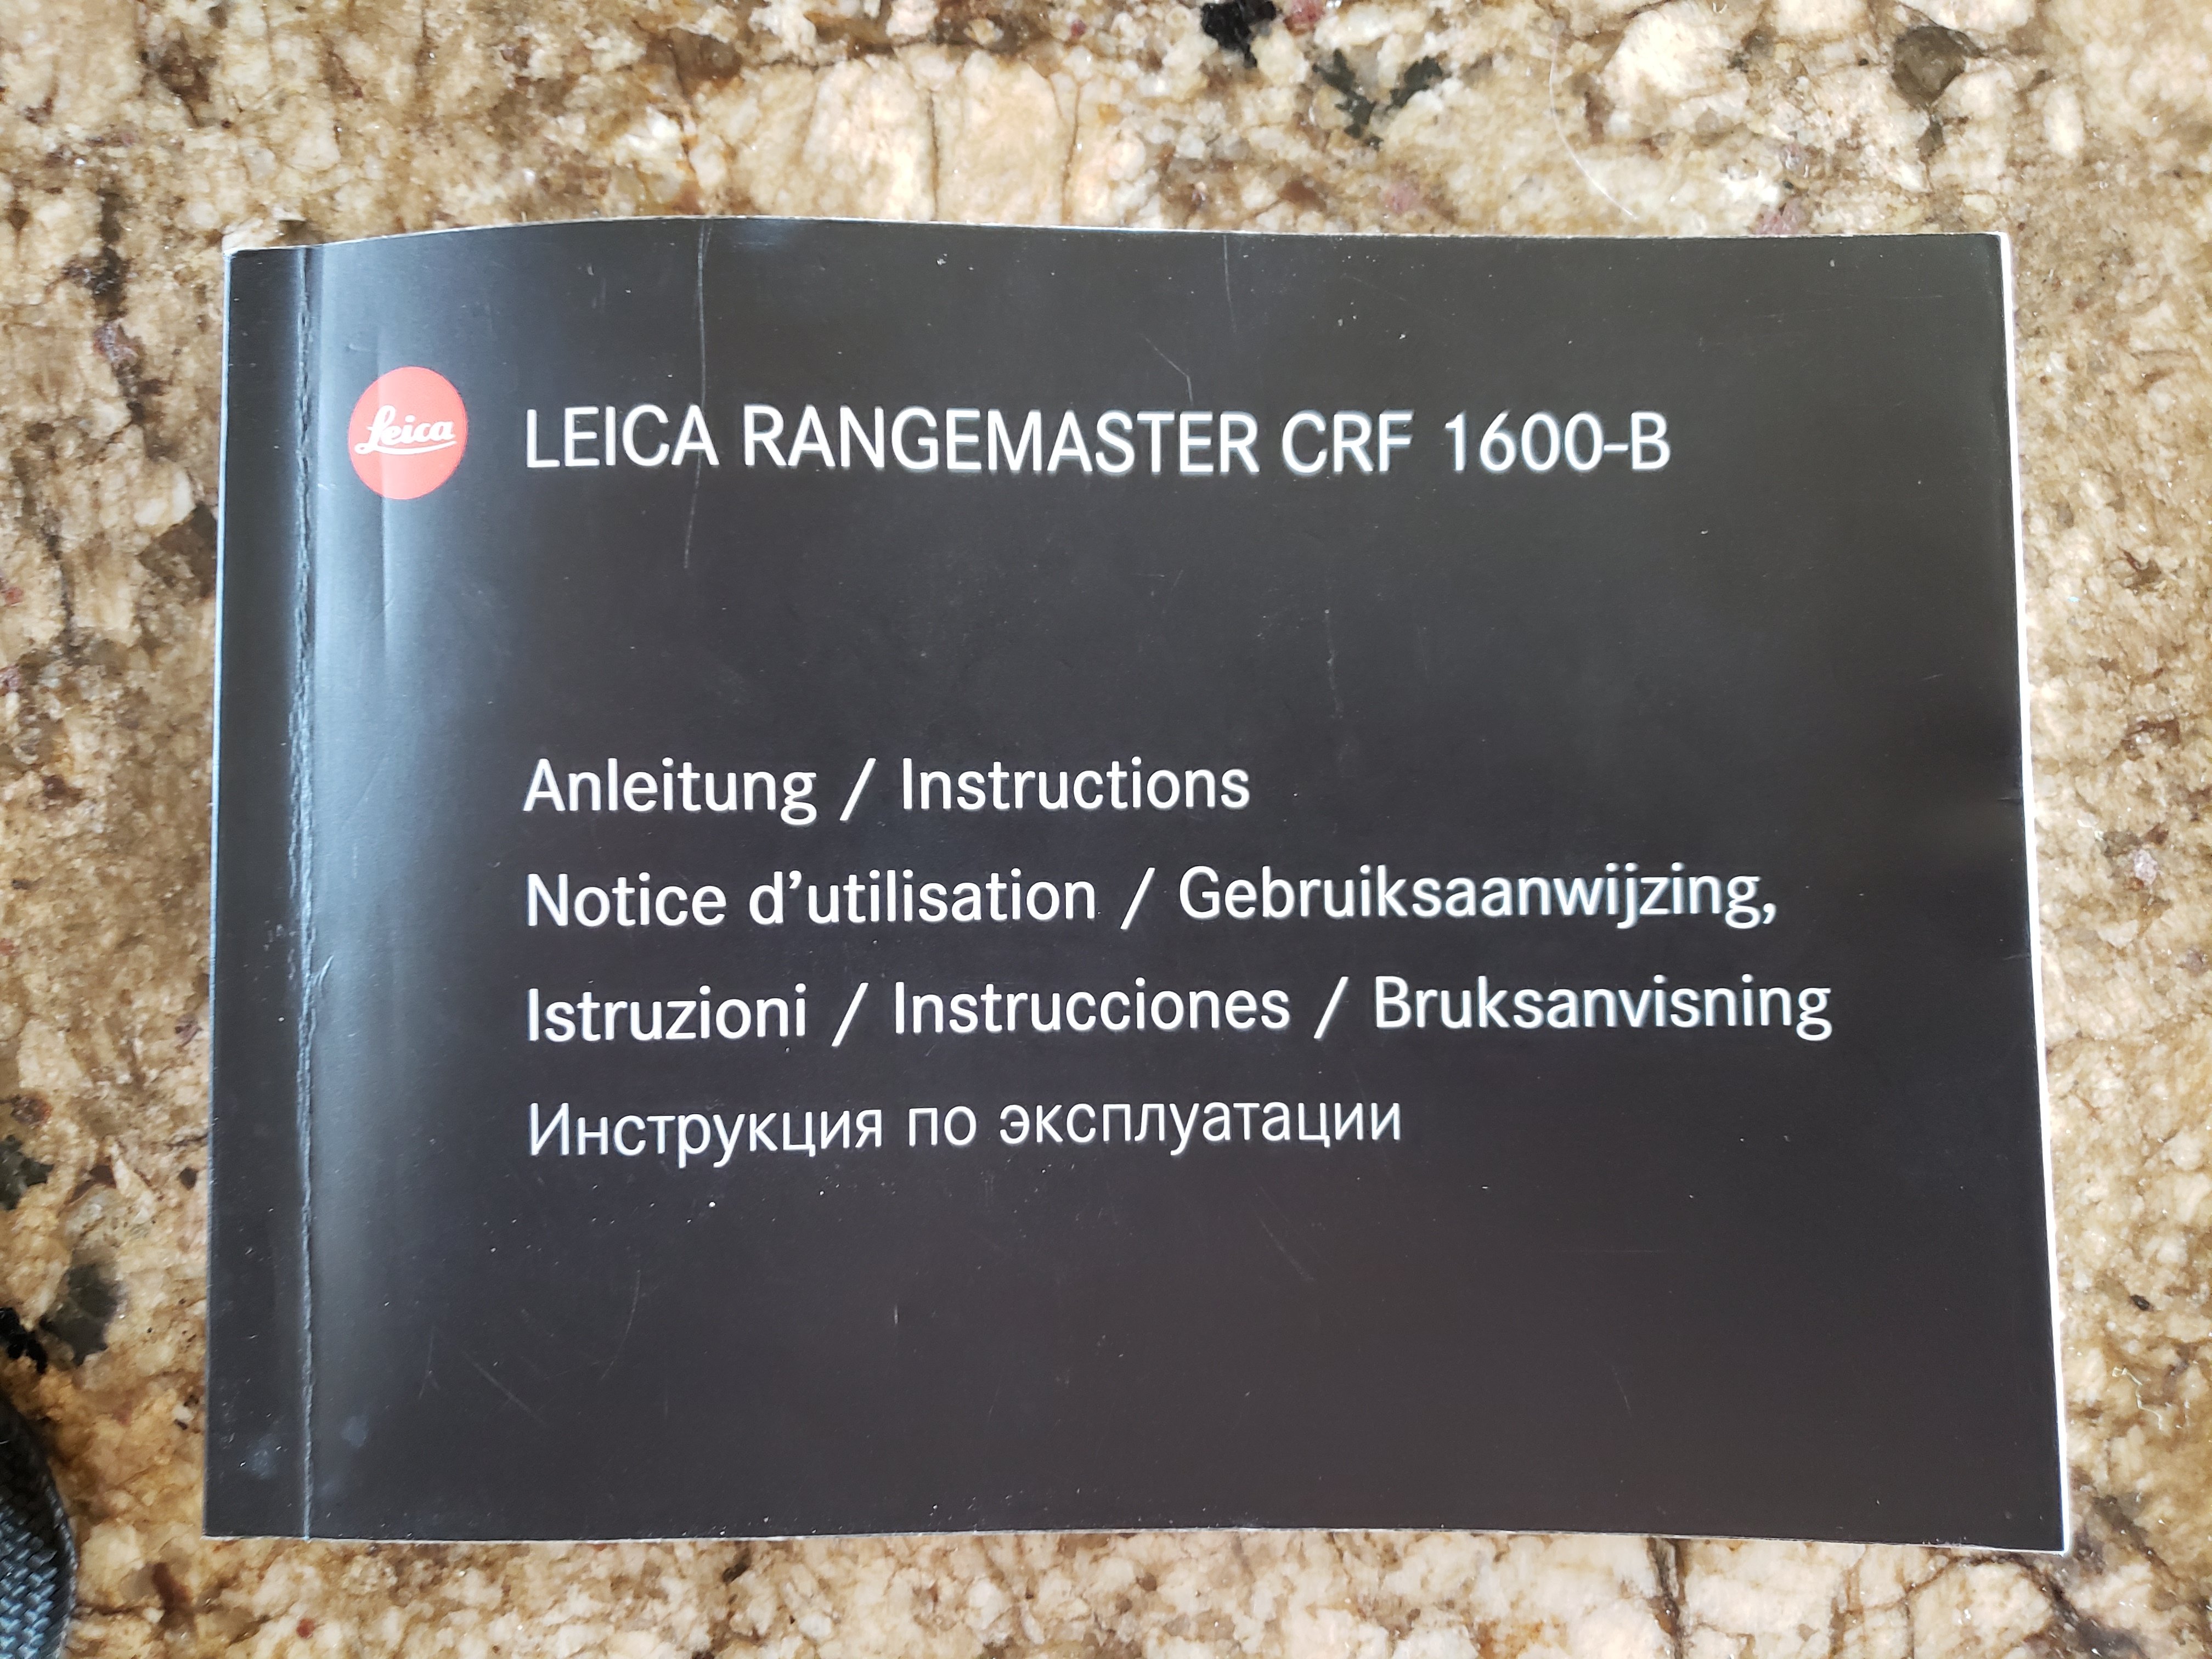 Leica
LEICA RANGEMASTER CRF 1600-B
Anleitung / Instructions
Notice d’utilisation / Gebruiksaanwijzing,
Istruzioni / Instrucciones / Bruksanvisning
Инструкция по эксплуатации